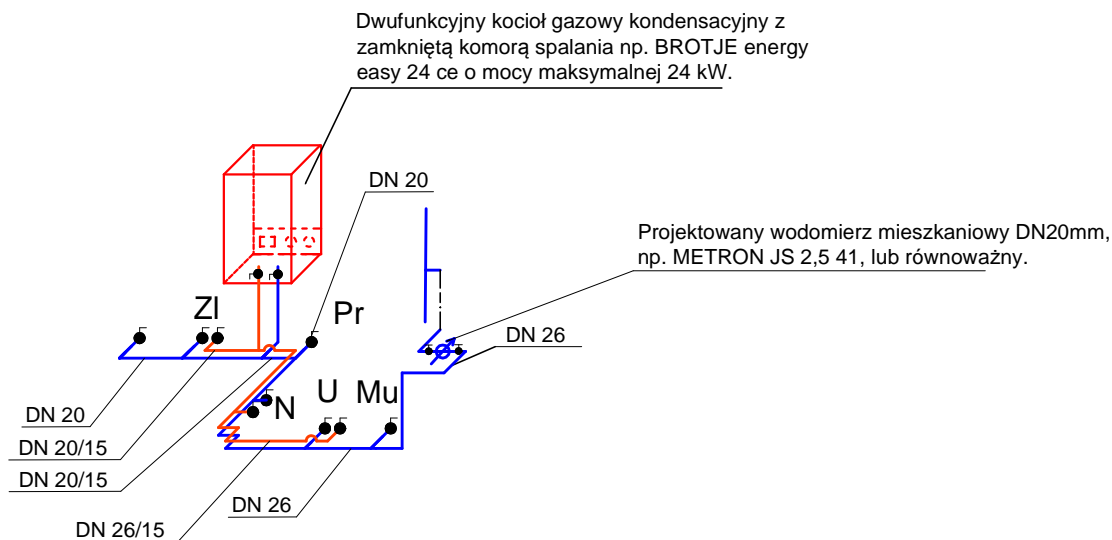 Dwufunkcyjny kocioł gazowy kondensacyjny z
zamkniętą komorą spalania np. BROTJE energy
easy 24 ce o mocy maksymalnej 24 kW.
DN 20
Projektowany wodomierz mieszkaniowy DN20mm,
np. METRON JS 2,5 41, lub równoważny.
Zl
Pr
DN 26
N
U
Mu
DN 20
DN 20/15
DN 20/15
DN 26
DN 26/15